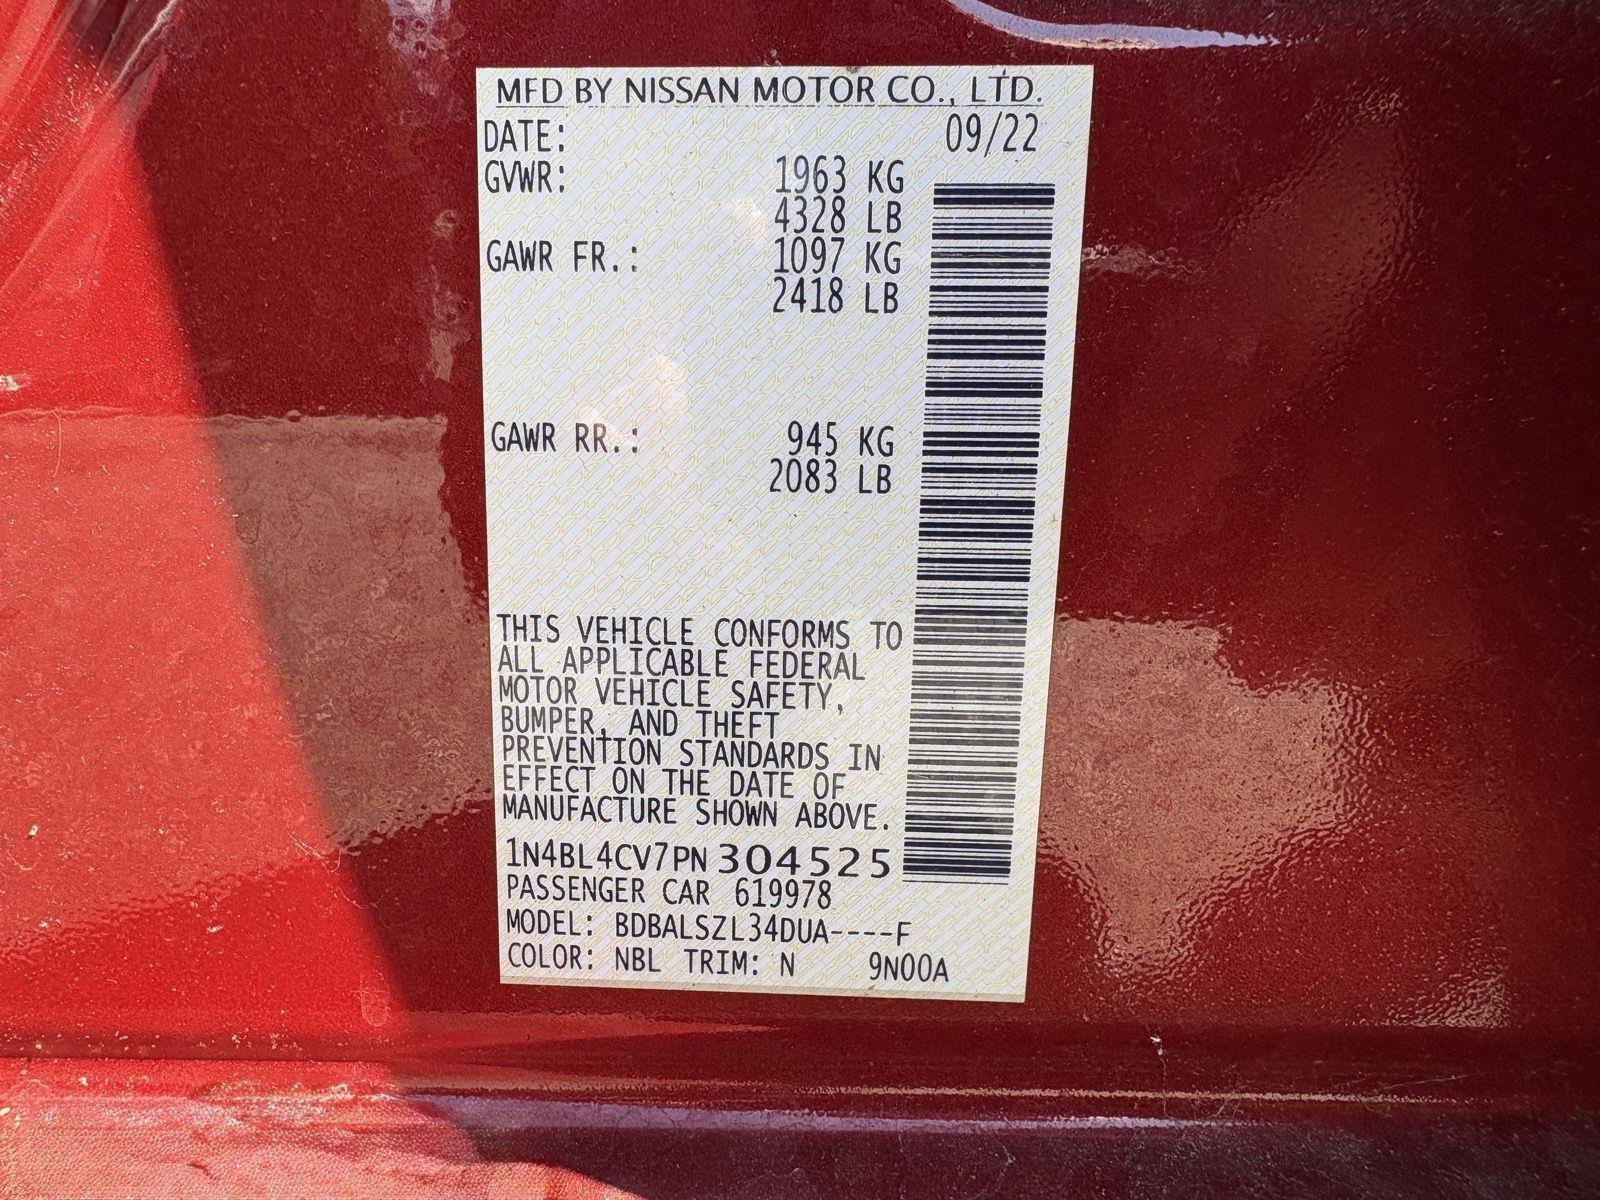 MFD BY NISSAN MOTOR CO., LTD.
DATE: 09/22
GVWR: 1963 KG
4328 LB
GAWR FR.: 1097 KG
2418 LB
GAWR RR.: 945 KG
2083 LB
THIS VEHICLE CONFORMS TO
ALL APPLICABLE FEDERAL
MOTOR VEHICLE SAFETY,
BUMPER, AND THEFT
PREVENTION STANDARDS IN
EFFECT ON THE DATE OF
MANUFACTURE SHOWN ABOVE.
1N4BL4CV7PN304525
PASSENGER CAR 619978
MODEL: BDBALSZL34DUA----F
COLOR: NBL TRIM: N 9N00A